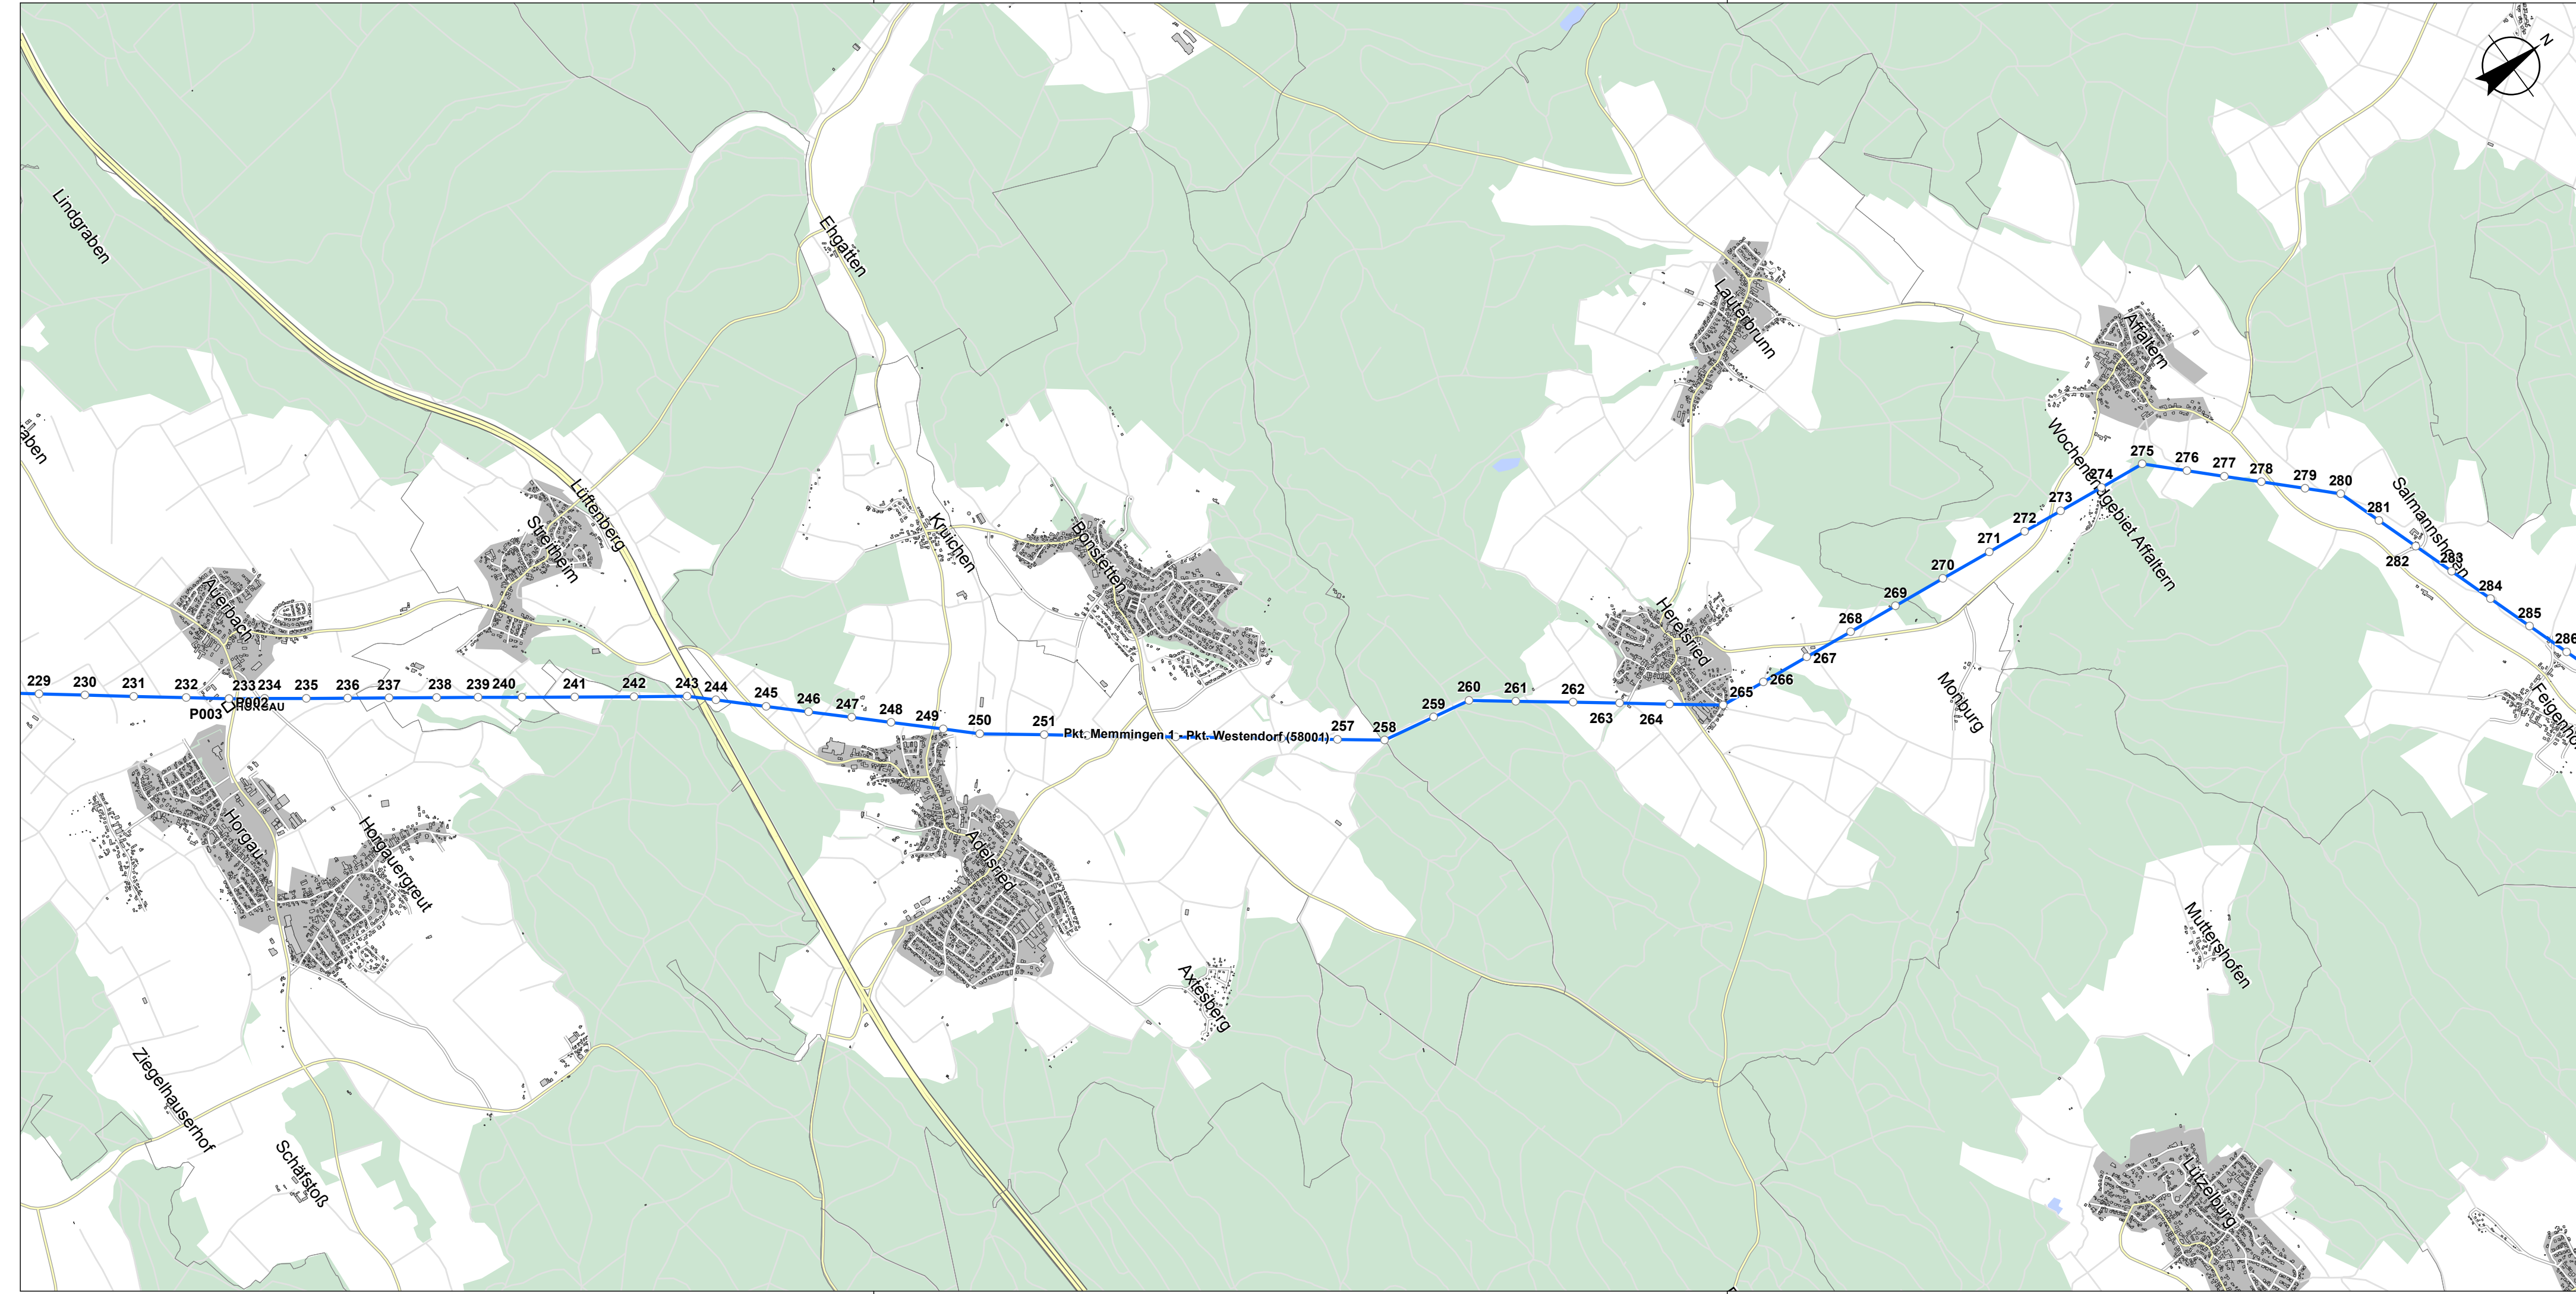 N
Lindgraben
Ehgatten
Lauterbrunn
Affaltern
raben
Lüftenberg
Streitheim
Kruichen
Bonstetten
Wochenendgebiet Affaltern
Salmannshofen
Auerbach
Heretsried
Monburg
229 230 231 232 233 234 235 236 237 238 239 240 241 242 243 244 245 246 247 248 249 250 251
Pkt. Memmingen 1 - Pkt. Westendorf (58001)
257 258 259 260 261 262 263 264 265 266 267 268 269 270 271 272 273 274 275 276 277 278 279 280 281 282 283 284 285 286
P003
P002
Horgau
Horgauergreut
Adelsried
Axtesberg
Muttershofen
Ziegelhauserhof
Schäfstoß
Lützelburg